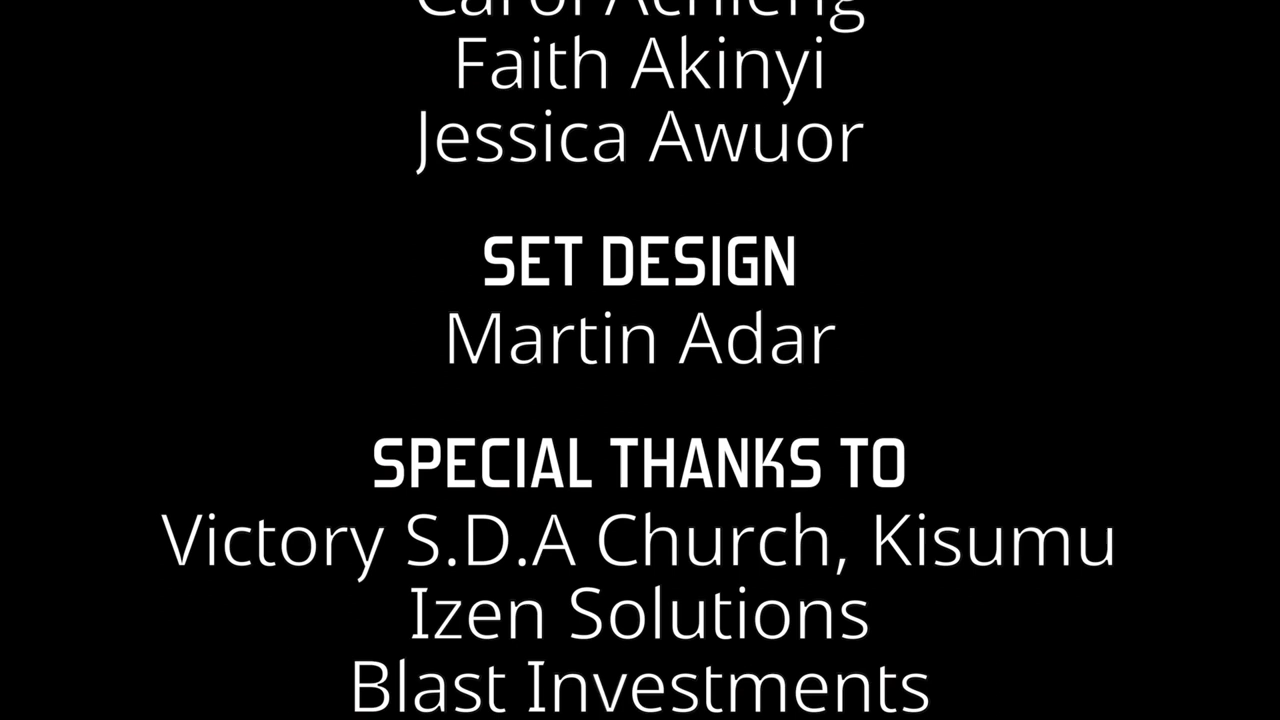 Carol Achieng
Faith Akinyi
Jessica Awuor
SET DESIGN
Martin Adar
SPECIAL THANKS TO
Victory S.D.A Church, Kisumu
Izen Solutions
Blast Investments